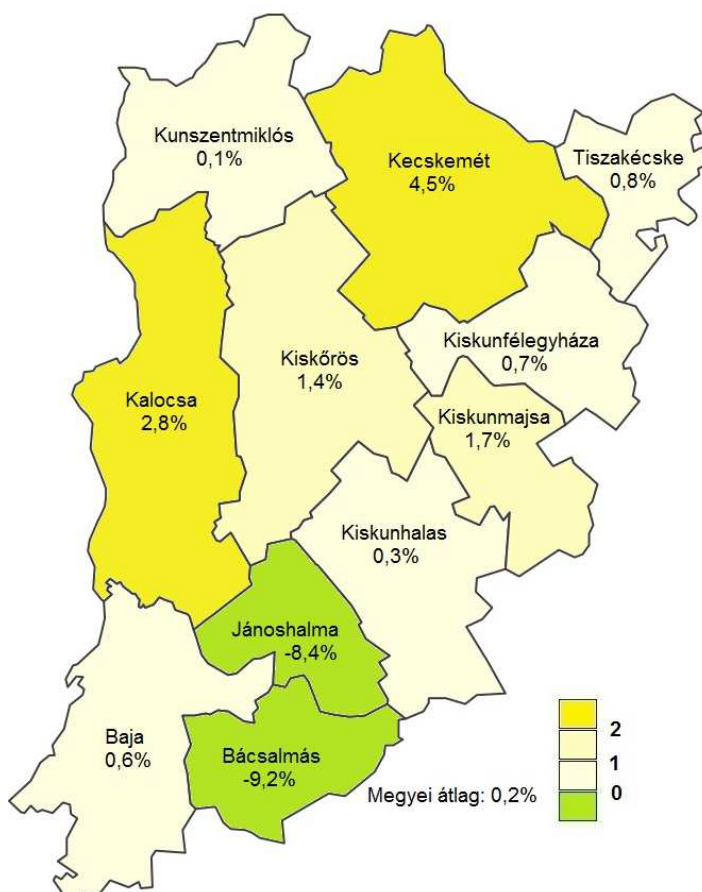 Kunszentmiklós
0,1%
Kecskemét
4,5%
Tiszakécske
0,8%
Kiskunfélegyháza
0,7%
Kiskőrös
1,4%
Kalocsa
2,8%
Kiskunmajsa
1,7%
Kiskunhalas
0,3%
Jánoshalma
-8,4%
Baja
0,6%
Bácsalmás
-9,2%
Megyei átlag: 0,2%
2
1
0